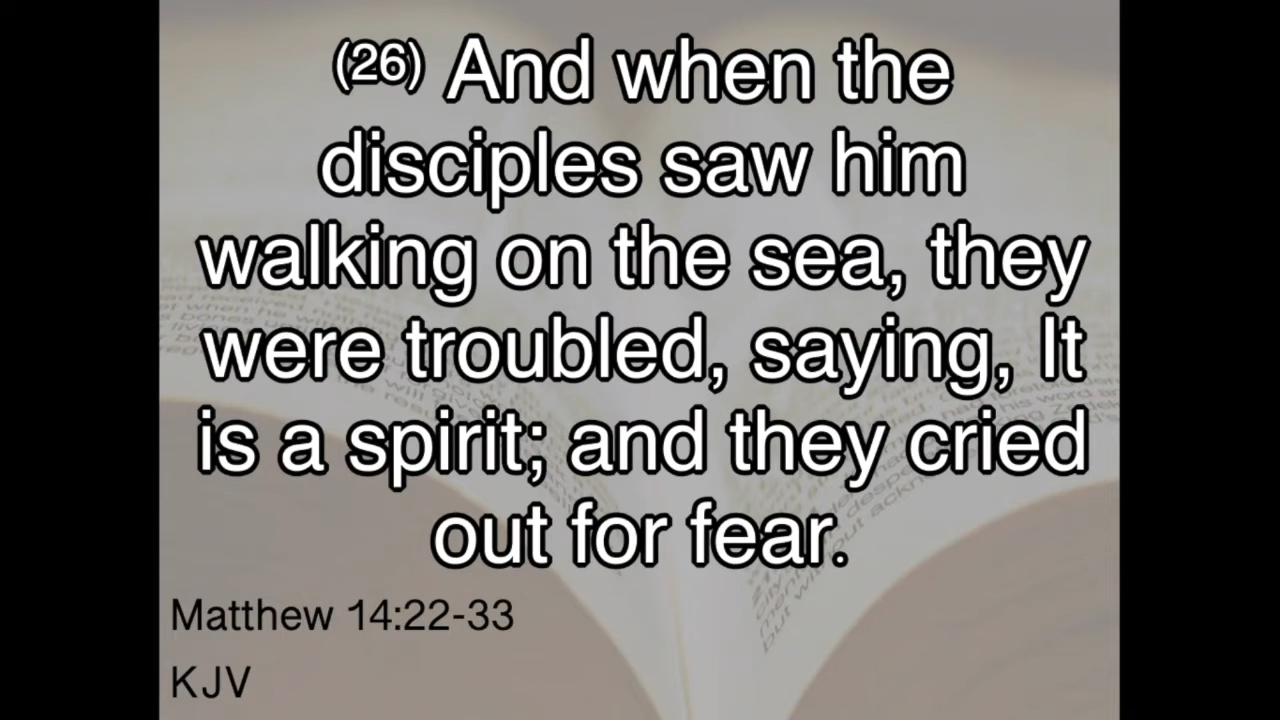 (26) And when the
disciples saw him
walking on the sea, they
were troubled, saying, It
is a spirit; and they cried
out for fear.
Matthew 14:22-33
KJV